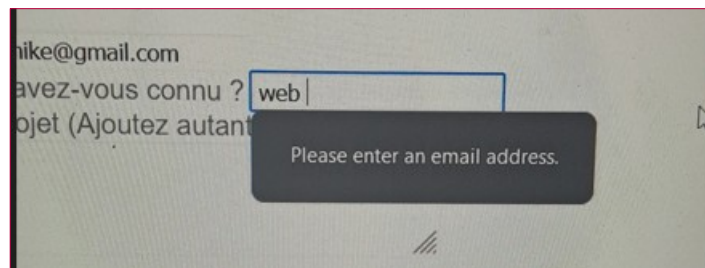 ike@gmail.com
avez-vous connu ? web
ojet (Ajoutez autant
Please enter an email address.